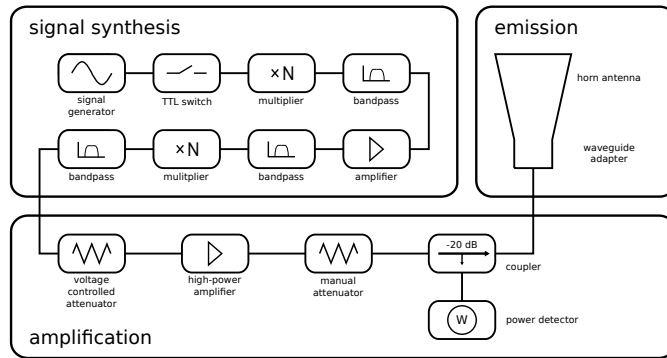 signal synthesis
emission
×N
signal
generator
TTL switch
multiplier
bandpass
horn antenna
×N
bandpass
mulitplier
bandpass
amplifier
waveguide
adapter
-20 dB
voltage
controlled
attenuator
high-power
amplifier
manual
attenuator
coupler
W
power detector
amplification